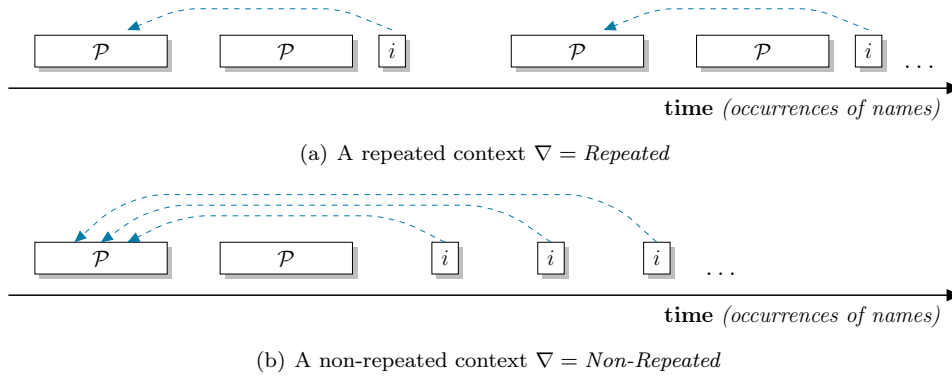 𝒫 𝒫 i 𝒫 𝒫 i ...
time (occurrences of names)
(a) A repeated context ∇ = Repeated
𝒫 𝒫 i i i ...
time (occurrences of names)
(b) A non-repeated context ∇ = Non-Repeated